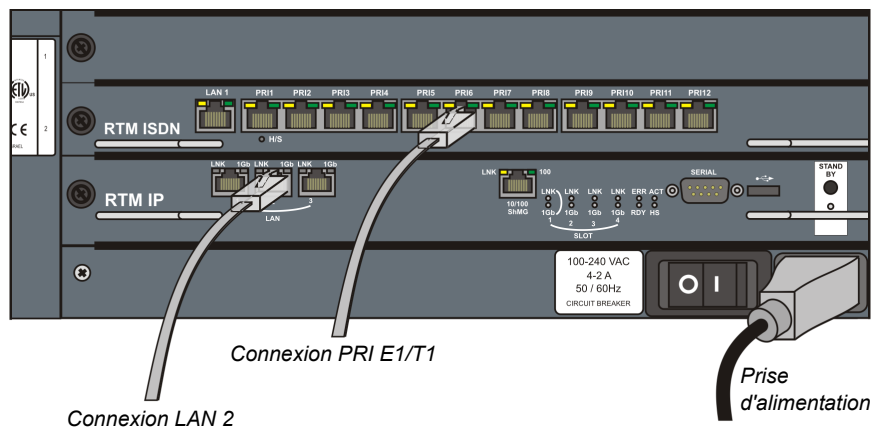 1
us
LAN 1 PRI1 PRI2 PRI3 PRI4 PRI5 PRI6 PRI7 PRI8 PRI9 PRI10 PRI11 PRI12
2
RTM ISDN
H/S
RAEL
LNK 1Gb LNK 1Gb LNK 1Gb
LNK 100
SERIAL
STAND BY
RTM IP
LNK LNK LNK LNK ERR ACT
10/100 ShMG
1Gb 1Gb 1Gb 1Gb RDY HS
3
LAN
1 2 3 4
SLOT
100-240 VAC
4-2 A
50 / 60Hz
CIRCUIT BREAKER
O I
Connexion PRI E1/T1
Prise
d'alimentation
Connexion LAN 2